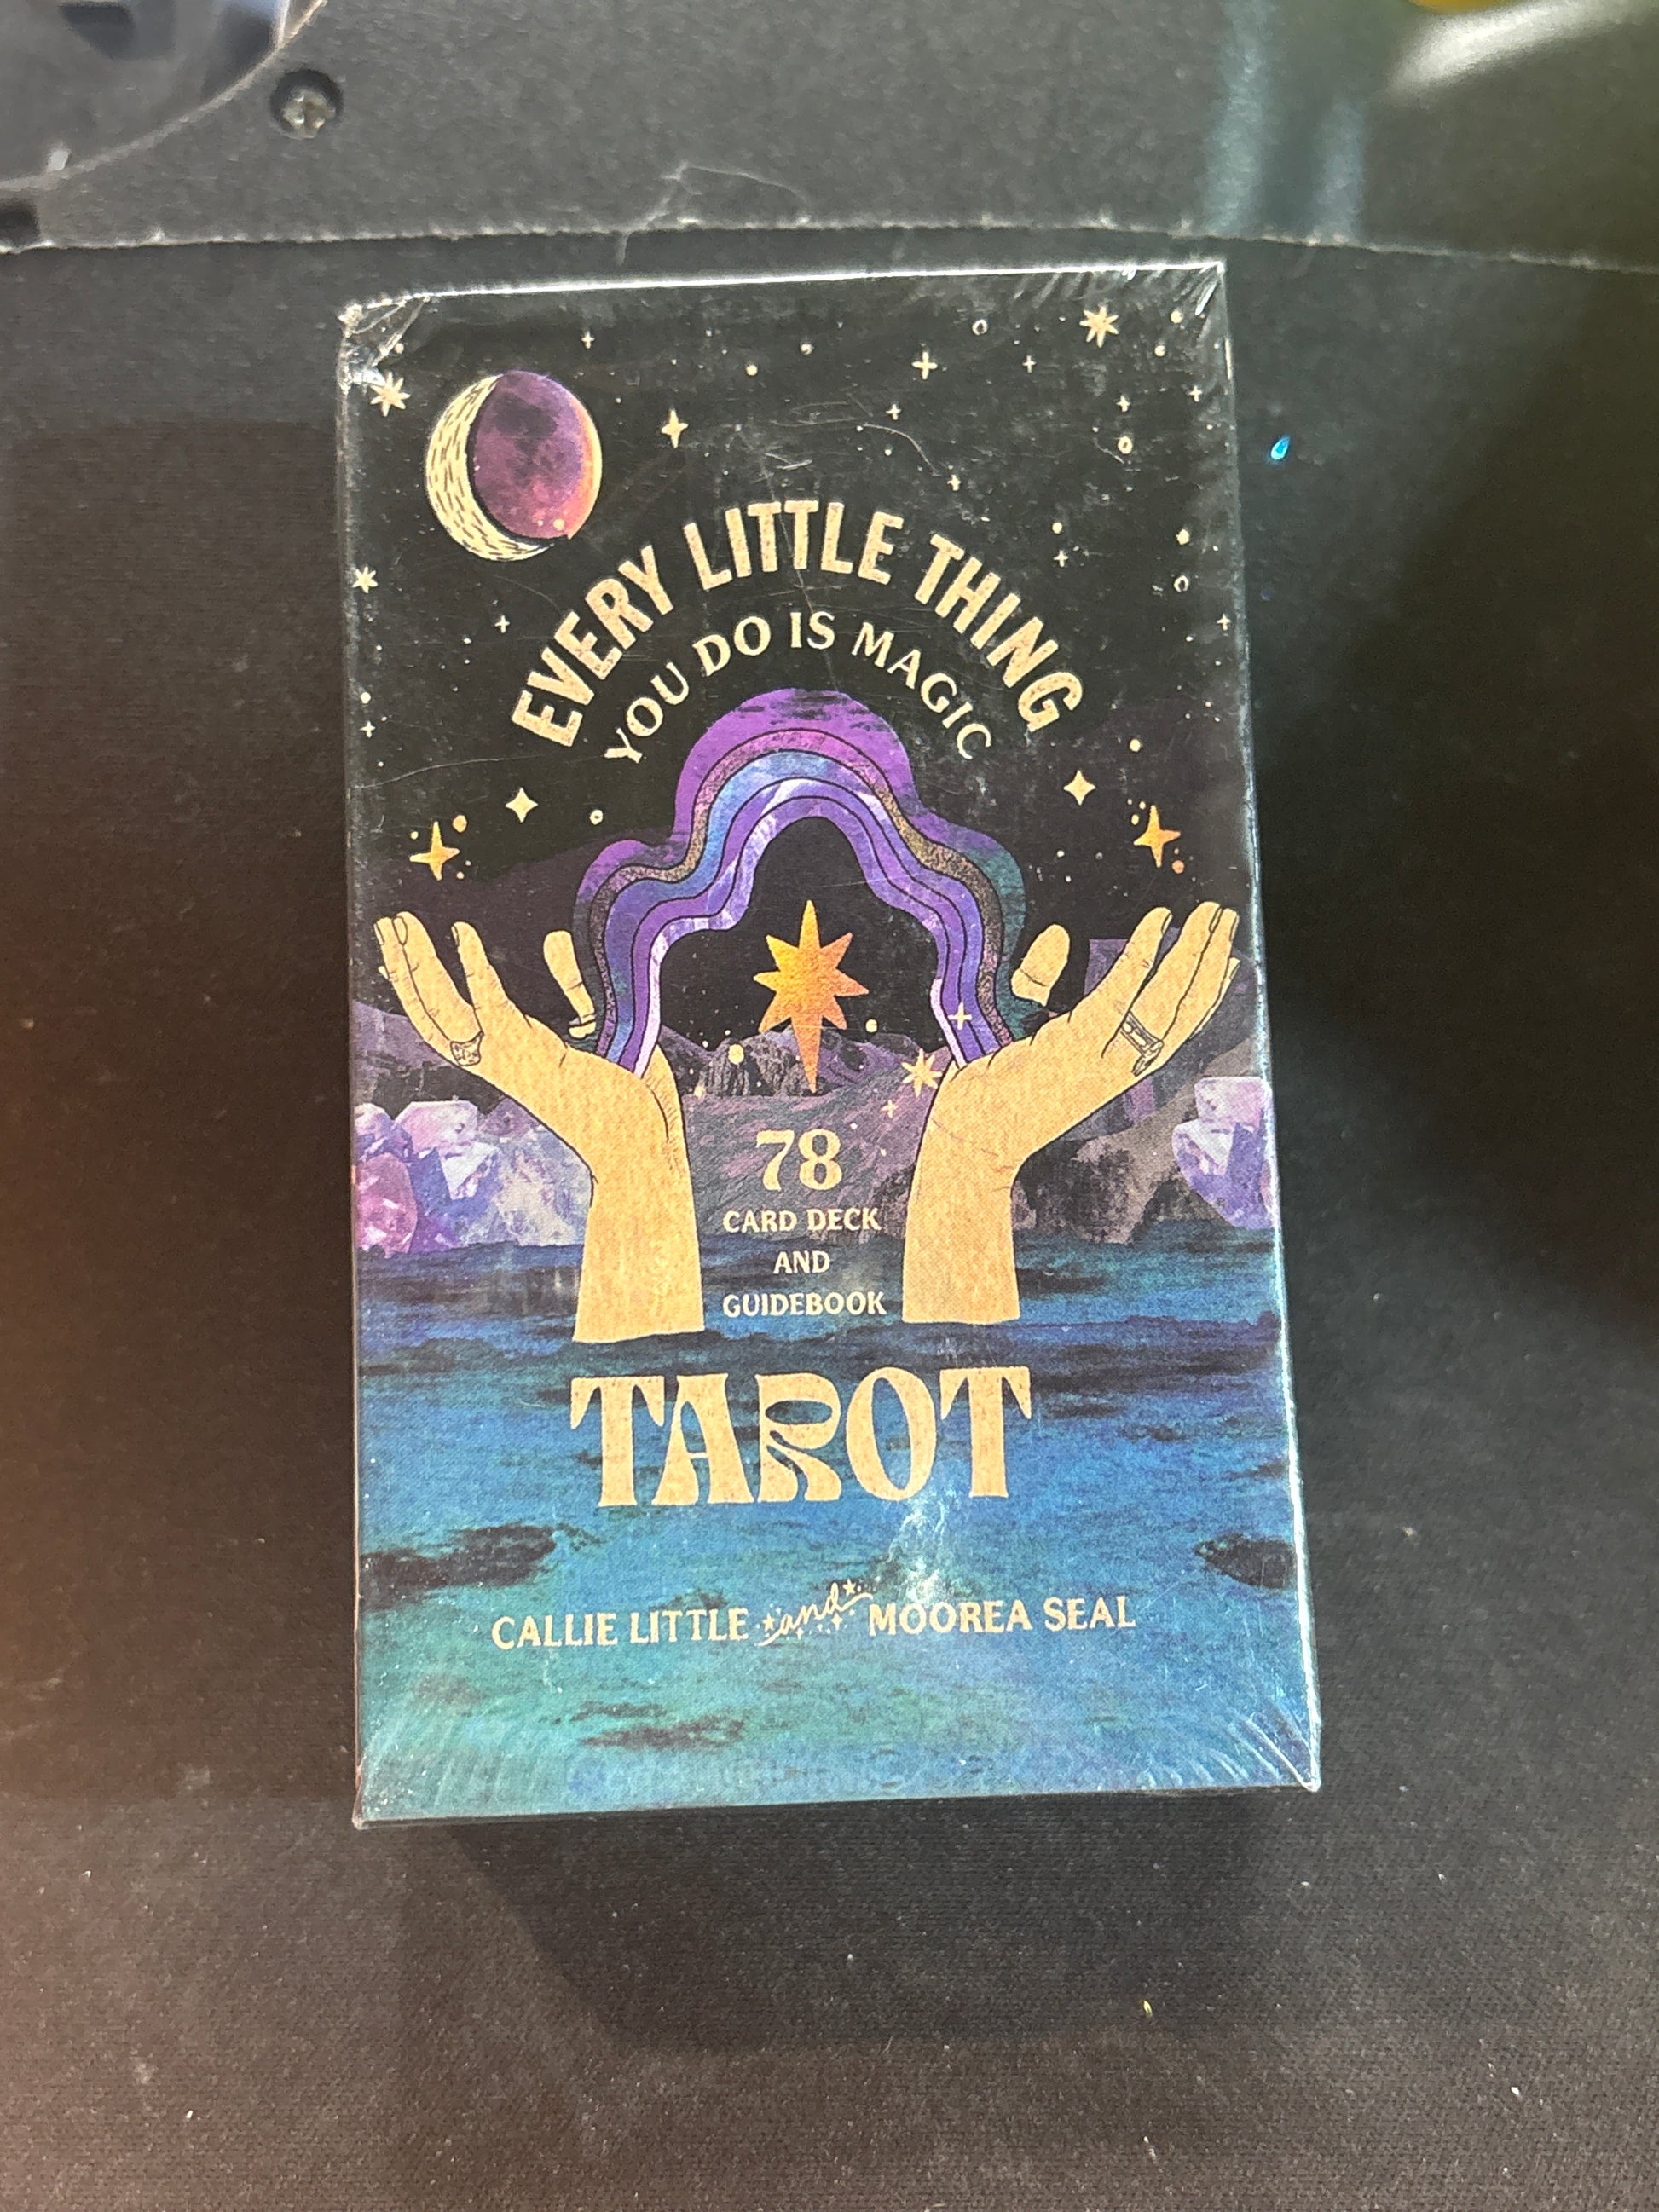 EVERY LITTLE THING
YOU DO IS MAGIC
78
CARD DECK
AND
GUIDEBOOK
TAROT
CALLIE LITTLE and MOOREA SEAL